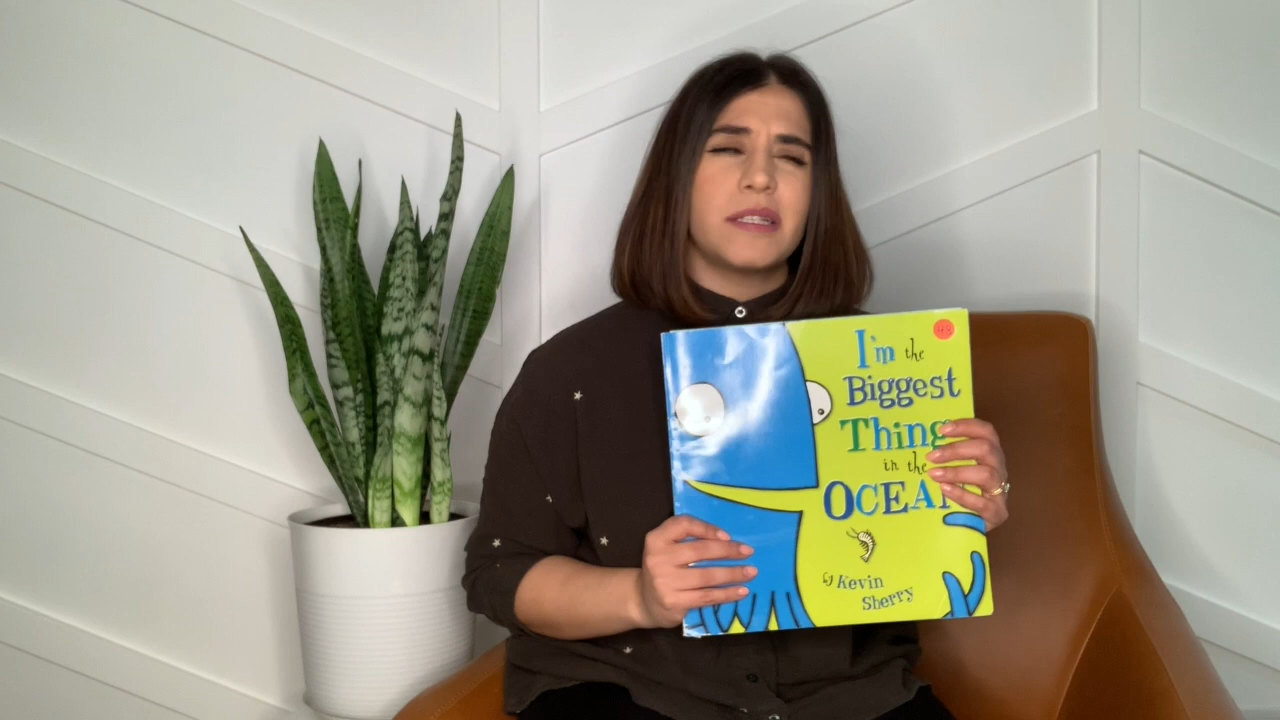 I'm the
Biggest
Thing
in the
OCEAN
by Kevin
Sherry